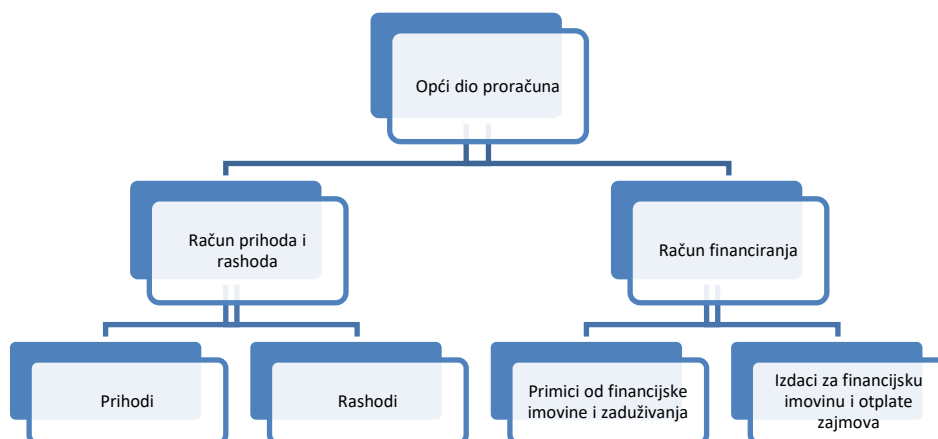 Opći dio proračuna
Račun prihoda i
rashoda
Račun financiranja
Prihodi
Rashodi
Primici od financijske
imovine i zaduživanja
Izdaci za financijsku
imovinu i otplate
zajmova